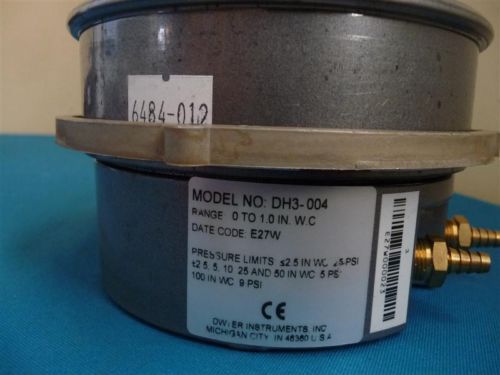 6484-012
MODEL NO: DH3-004
RANGE 0 TO 1.0 IN. W.C
DATE CODE: E27W
PRESSURE LIMITS ≤2.5 IN WC 25 PSI
±2.5, 5, 10 25 AND 50 IN WC 5 PSI
100 IN WC 9 PSI
CE
DWYER INSTRUMENTS, INC
MICHIGAN CITY, IN 46360 U.S.A
E27W000023